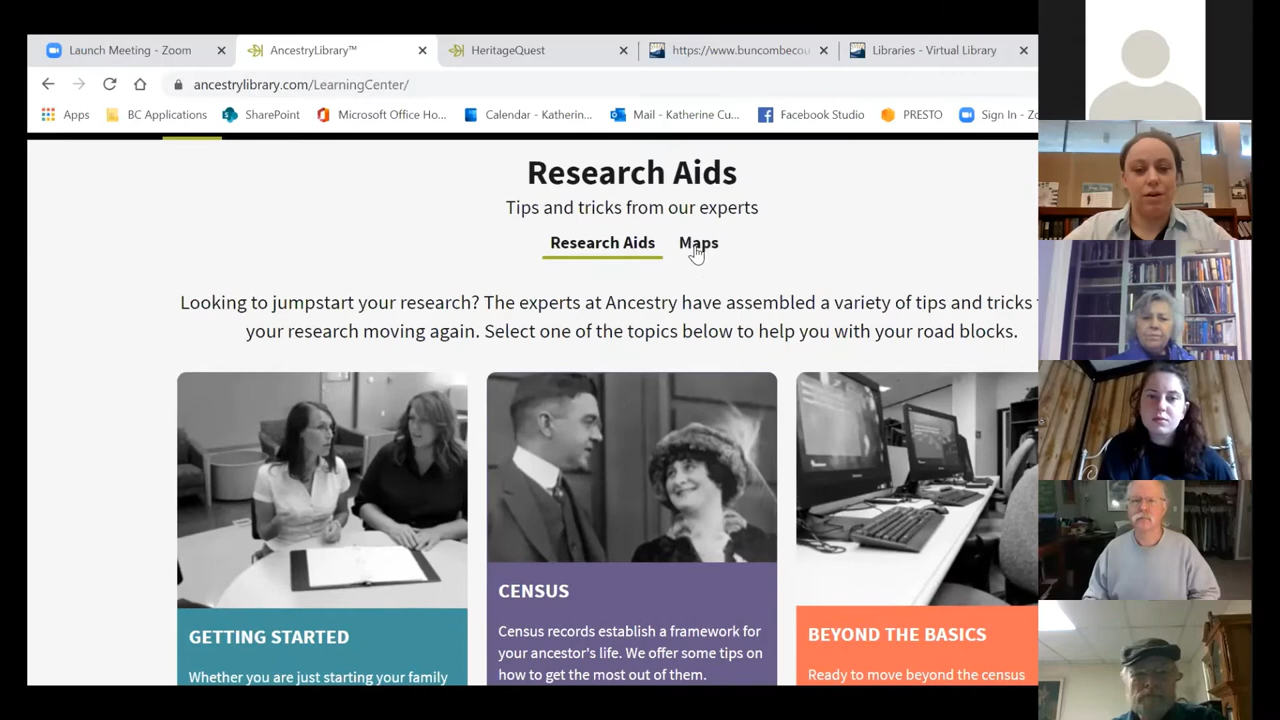 Launch Meeting - Zoom
AncestryLibrary™
HeritageQuest
https://www.buncombecou
Libraries - Virtual Library
ancestrylibrary.com/LearningCenter/
Apps
BC Applications
SharePoint
Microsoft Office Ho...
Calendar - Katherin...
Mail - Katherine Cu...
Facebook Studio
PRESTO
Sign In - Zo
Research Aids
Tips and tricks from our experts
Research Aids Maps
Looking to jumpstart your research? The experts at Ancestry have assembled a variety of tips and tricks
your research moving again. Select one of the topics below to help you with your road blocks.
GETTING STARTED
Whether you are just starting your family
CENSUS
Census records establish a framework for
your ancestor's life. We offer some tips on
how to get the most out of them.
BEYOND THE BASICS
Ready to move beyond the census